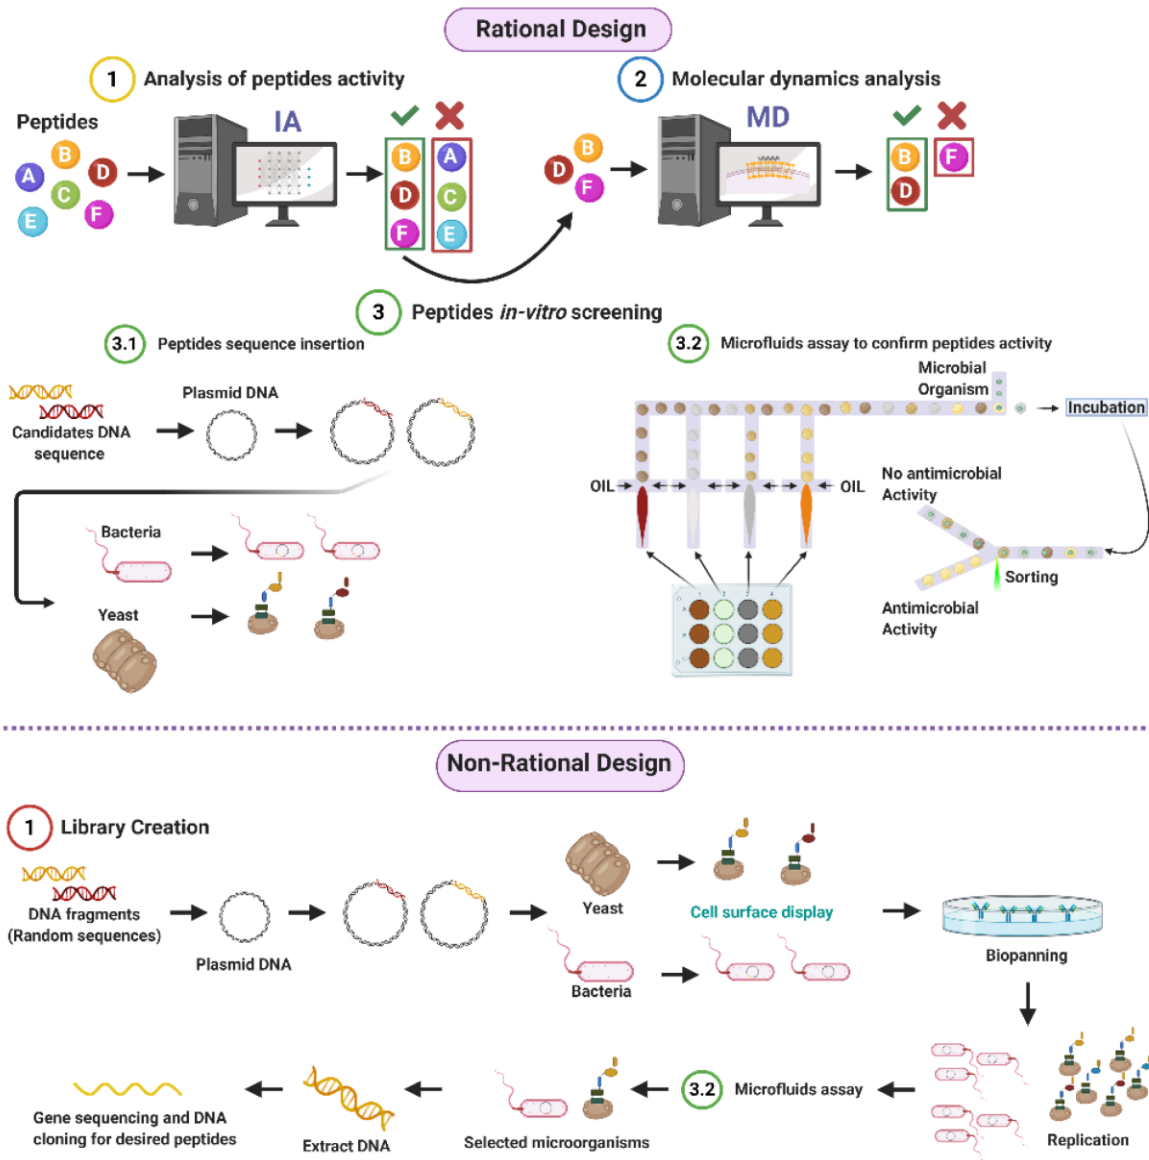 Rational Design
1 Analysis of peptides activity
2 Molecular dynamics analysis
Peptides
IA
MD
A
B
C
D
E
F
B
D
F
A
C
E
B
D
F
B
D
F
3 Peptides in-vitro screening
3.1 Peptides sequence insertion
3.2 Microfluids assay to confirm peptides activity
Candidates DNA
sequence
Plasmid DNA
Bacteria
Yeast
Microbial
Organism
Incubation
OIL
OIL
No antimicrobial
Activity
Sorting
Antimicrobial
Activity
Non-Rational Design
1 Library Creation
DNA fragments
(Random sequences)
Plasmid DNA
Yeast
Cell surface display
Bacteria
Biopanning
Replication
3.2 Microfluids assay
Selected microorganisms
Extract DNA
Gene sequencing and DNA
cloning for desired peptides